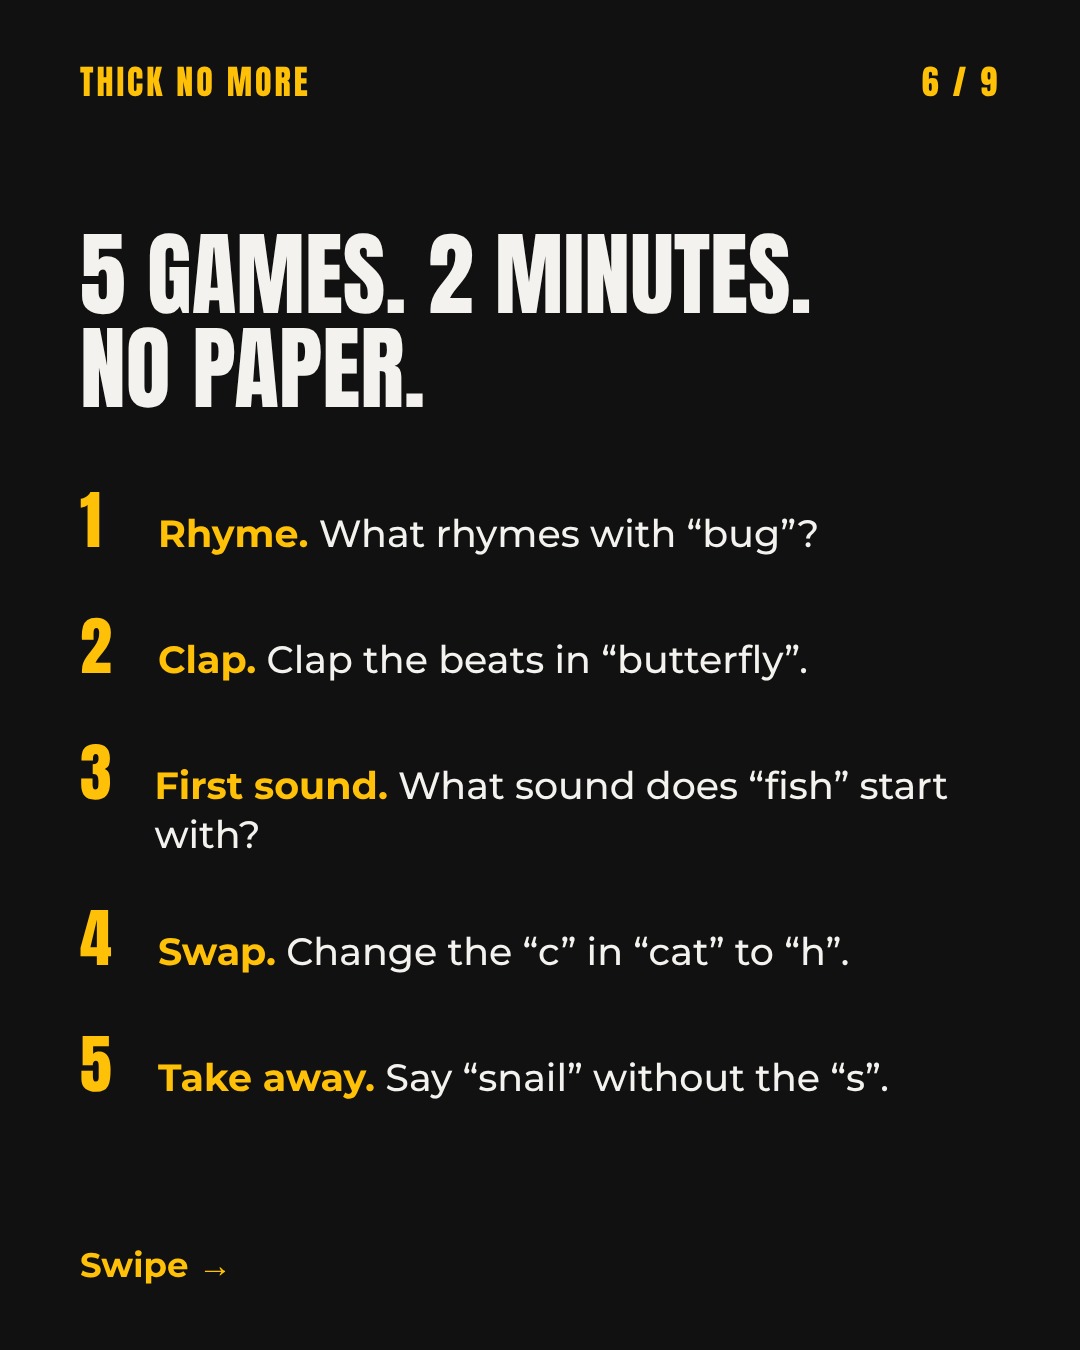 THICK NO MORE
6 / 9
5 GAMES. 2 MINUTES.
NO PAPER.
1 Rhyme. What rhymes with “bug”?
2 Clap. Clap the beats in “butterfly”.
3 First sound. What sound does “fish” start
with?
4 Swap. Change the “c” in “cat” to “h”.
5 Take away. Say “snail” without the “s”.
Swipe →